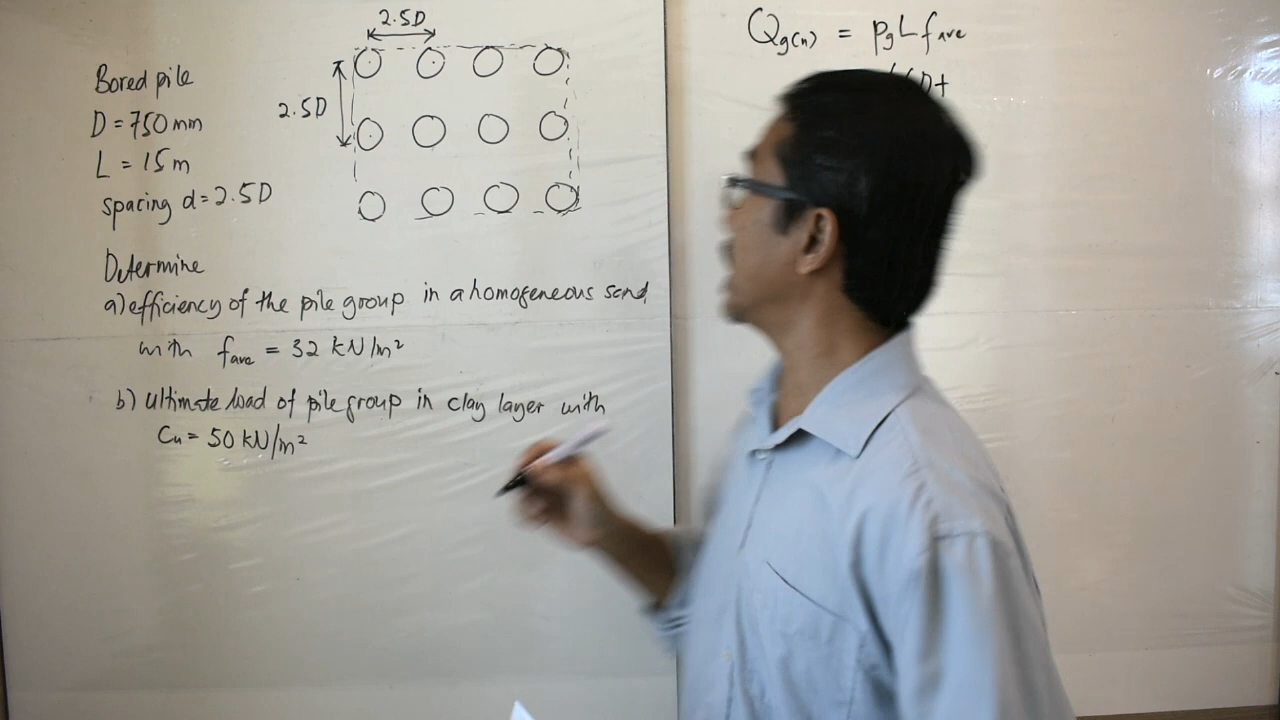 2.5D
2.5D
Bored pile
D = 750 mm
L = 15 m
spacing d = 2.5D
Determine
a) efficiency of the pile group in a homogeneous sand
with fave = 32 kN/m²
b) ultimate load of pile group in clay layer with
Cu = 50 kN/m²
Qg(n) = pg L fave
D+